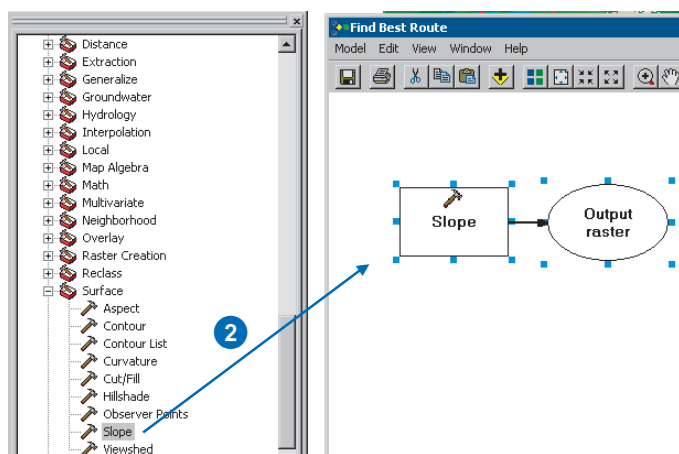 Distance
Extraction
Generalize
Groundwater
Hydrology
Interpolation
Local
Map Algebra
Math
Multivariate
Neighborhood
Overlay
Raster Creation
Reclass
Surface
Aspect
Contour
Contour List
Curvature
Cut/Fill
Hillshade
Observer Points
Slope
Viewshed
2
Find Best Route
Model Edit View Window Help
Slope
Output
raster